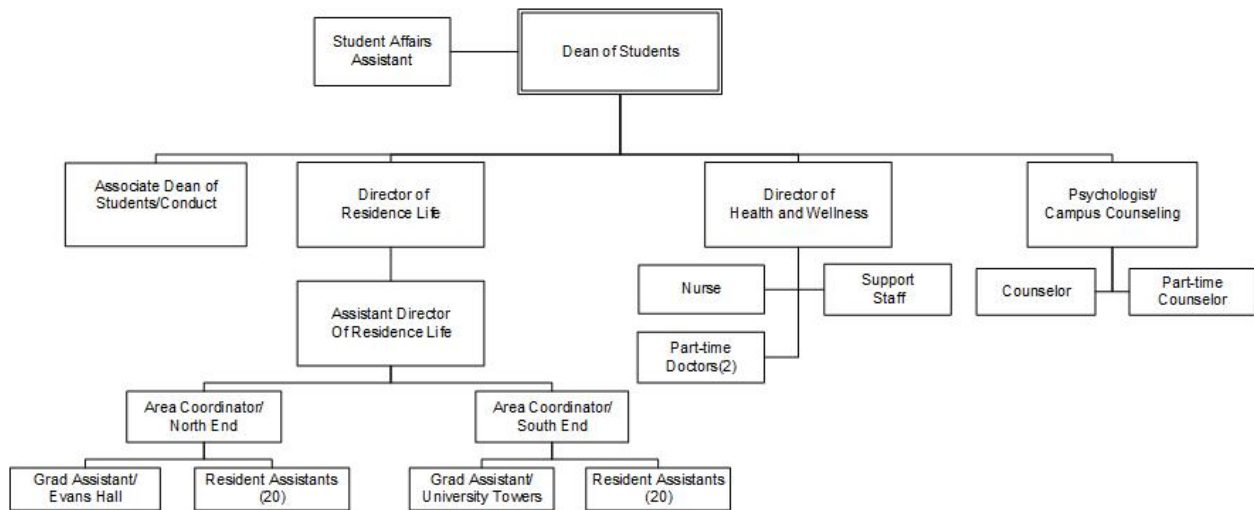 Student Affairs
Assistant
Dean of Students
Associate Dean of
Students/Conduct
Director of
Residence Life
Director of
Health and Wellness
Psychologist/
Campus Counseling
Assistant Director
Of Residence Life
Nurse
Support
Staff
Counselor
Part-time
Counselor
Part-time
Doctors(2)
Area Coordinator/
North End
Area Coordinator/
South End
Grad Assistant/
Evans Hall
Resident Assistants
(20)
Grad Assistant/
University Towers
Resident Assistants
(20)